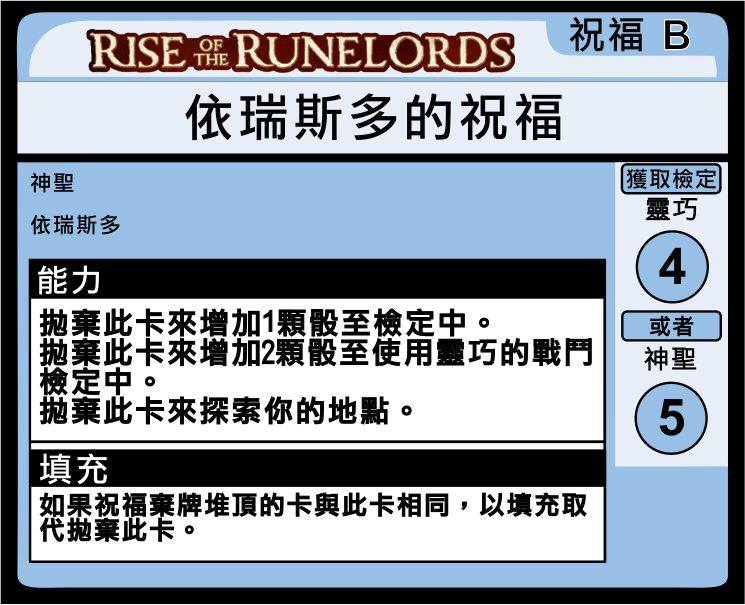 RISE OF THE RUNELORDS
祝福 B
依瑞斯多的祝福
神聖
依瑞斯多
獲取檢定
靈巧
4
或者
神聖
5
能力
拋棄此卡來增加1顆骰至檢定中。
拋棄此卡來增加2顆骰至使用靈巧的戰鬥
檢定中。
拋棄此卡來探索你的地點。
填充
如果祝福棄牌堆頂的卡與此卡相同，以填充取
代拋棄此卡。